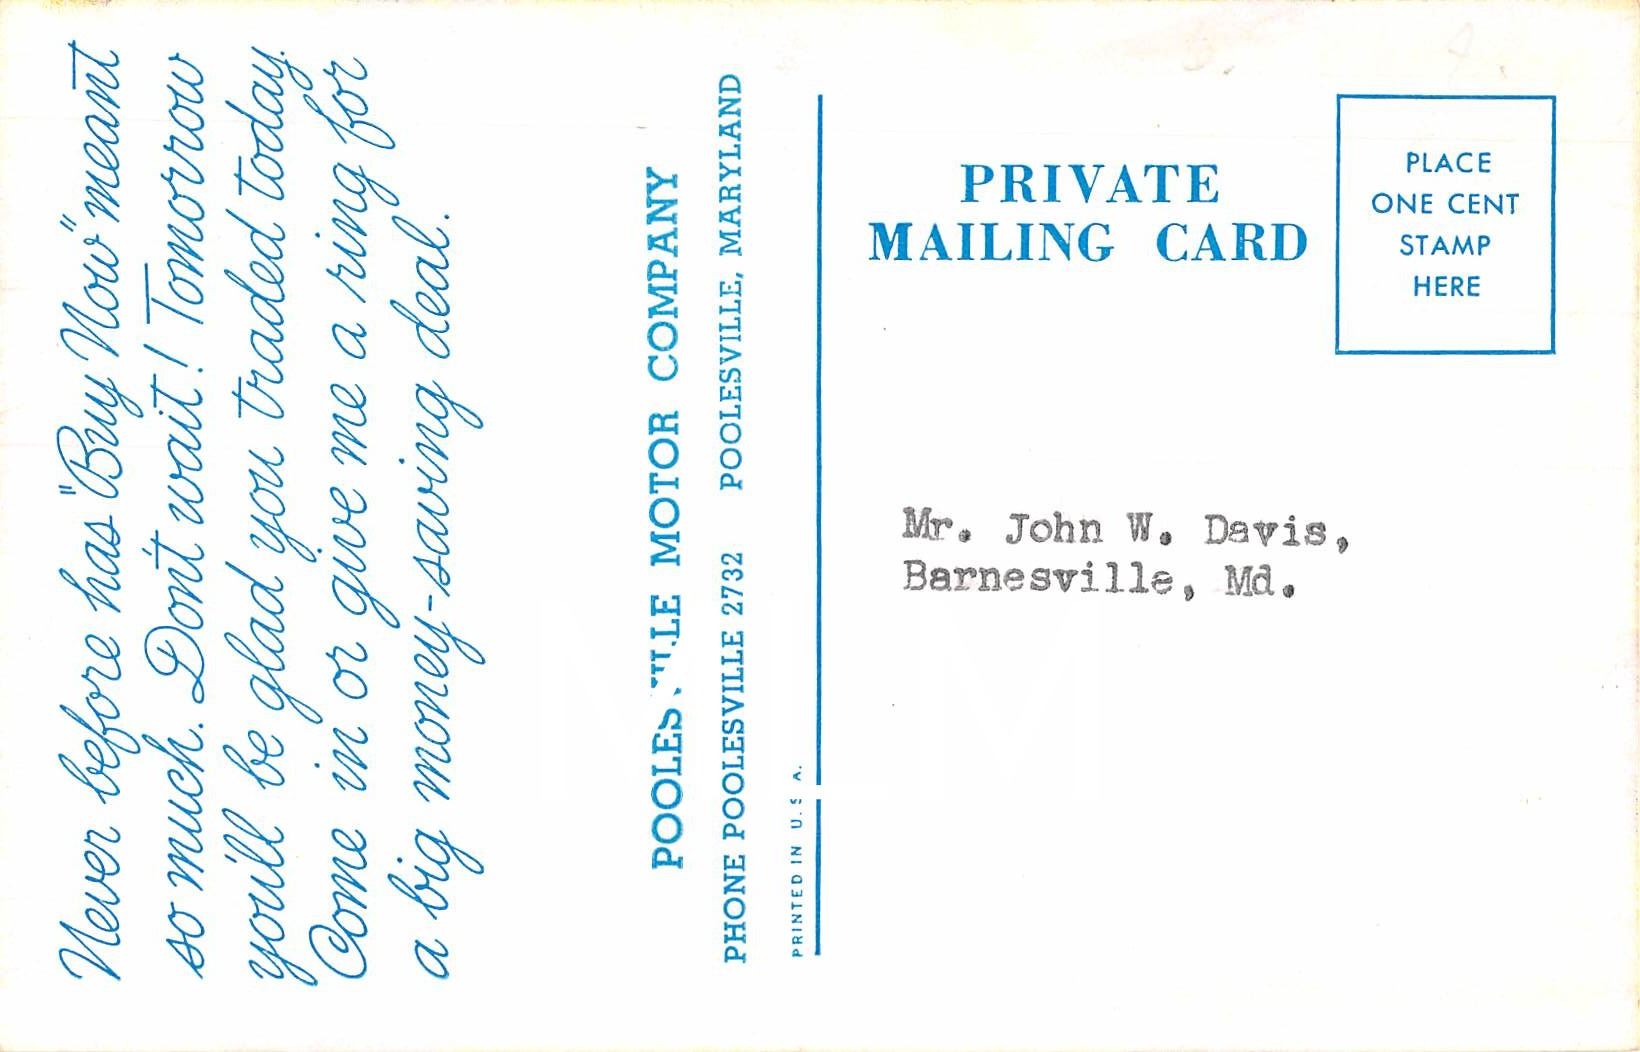 Never before has "Buy Now" meant
so much. Don't wait! Tomorrow
you'll be glad you traded today.
Come in or give me a ring for
a big money-saving deal.
POOLESVILLE MOTOR COMPANY
PHONE POOLESVILLE 2732 POOLESVILLE, MARYLAND
PRINTED IN U.S.A.
PRIVATE
MAILING CARD
PLACE
ONE CENT
STAMP
HERE
Mr. John W. Davis,
Barnesville, Md.